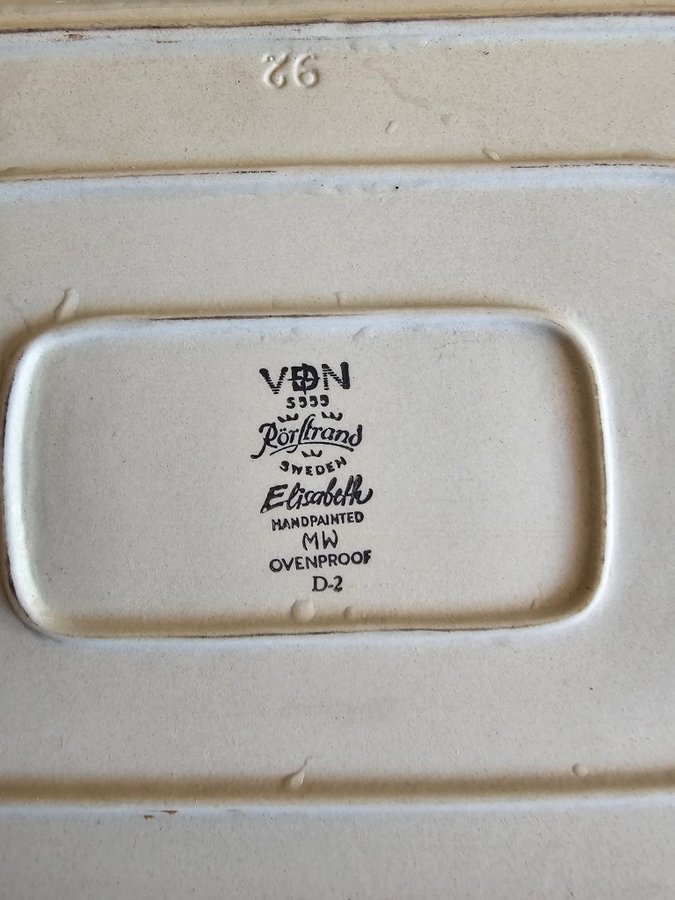 92
VDN
S999
Rörstrand
SWEDEN
Elisabeth
HANDPAINTED
MW
OVENPROOF
D-2